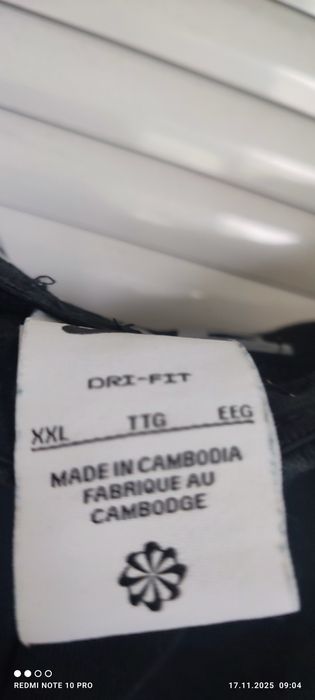 DRI-FIT
XXL TTG EEG
MADE IN CAMBODIA
FABRIQUE AU
CAMBODGE
REDMI NOTE 10 PRO 17.11.2025 09:04